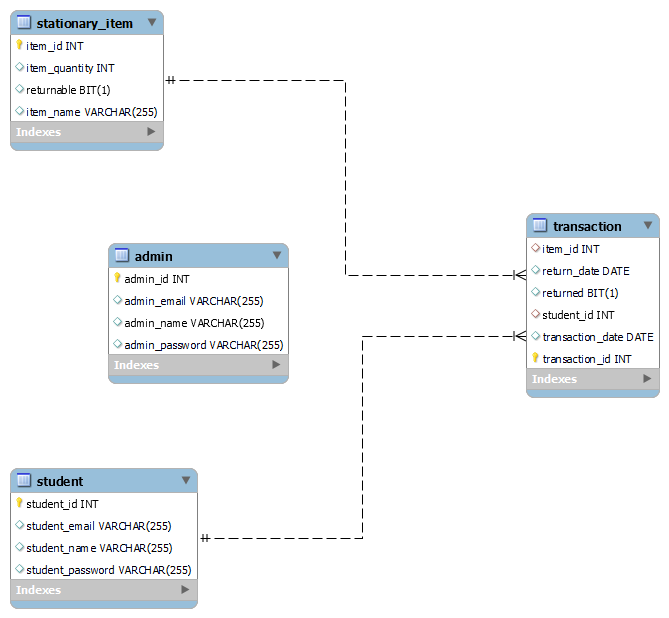 stationary_item
item_id INT
item_quantity INT
returnable BIT(1)
item_name VARCHAR(255)
Indexes
admin
admin_id INT
admin_email VARCHAR(255)
admin_name VARCHAR(255)
admin_password VARCHAR(255)
Indexes
transaction
item_id INT
return_date DATE
returned BIT(1)
student_id INT
transaction_date DATE
transaction_id INT
Indexes
student
student_id INT
student_email VARCHAR(255)
student_name VARCHAR(255)
student_password VARCHAR(255)
Indexes